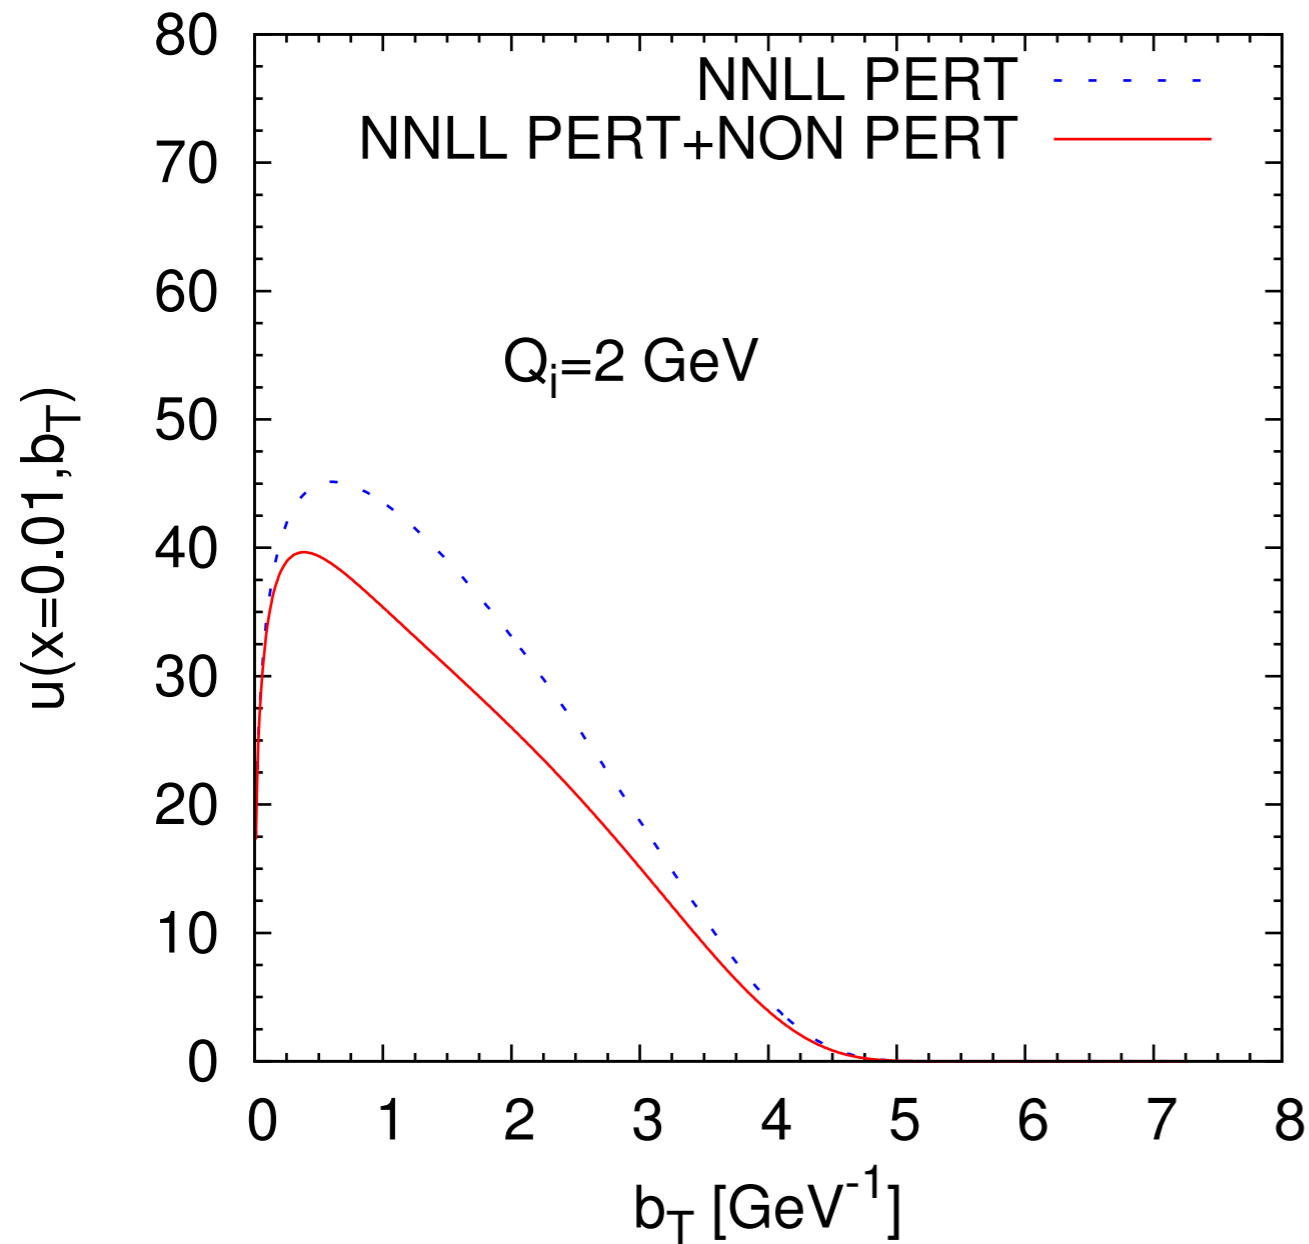 80
70
60
50
40
30
20
10
0
u(x=0.01,b_T)
NNLL PERT
NNLL PERT+NON PERT
Q_i=2 GeV
0 1 2 3 4 5 6 7 8
b_T [GeV^-1]